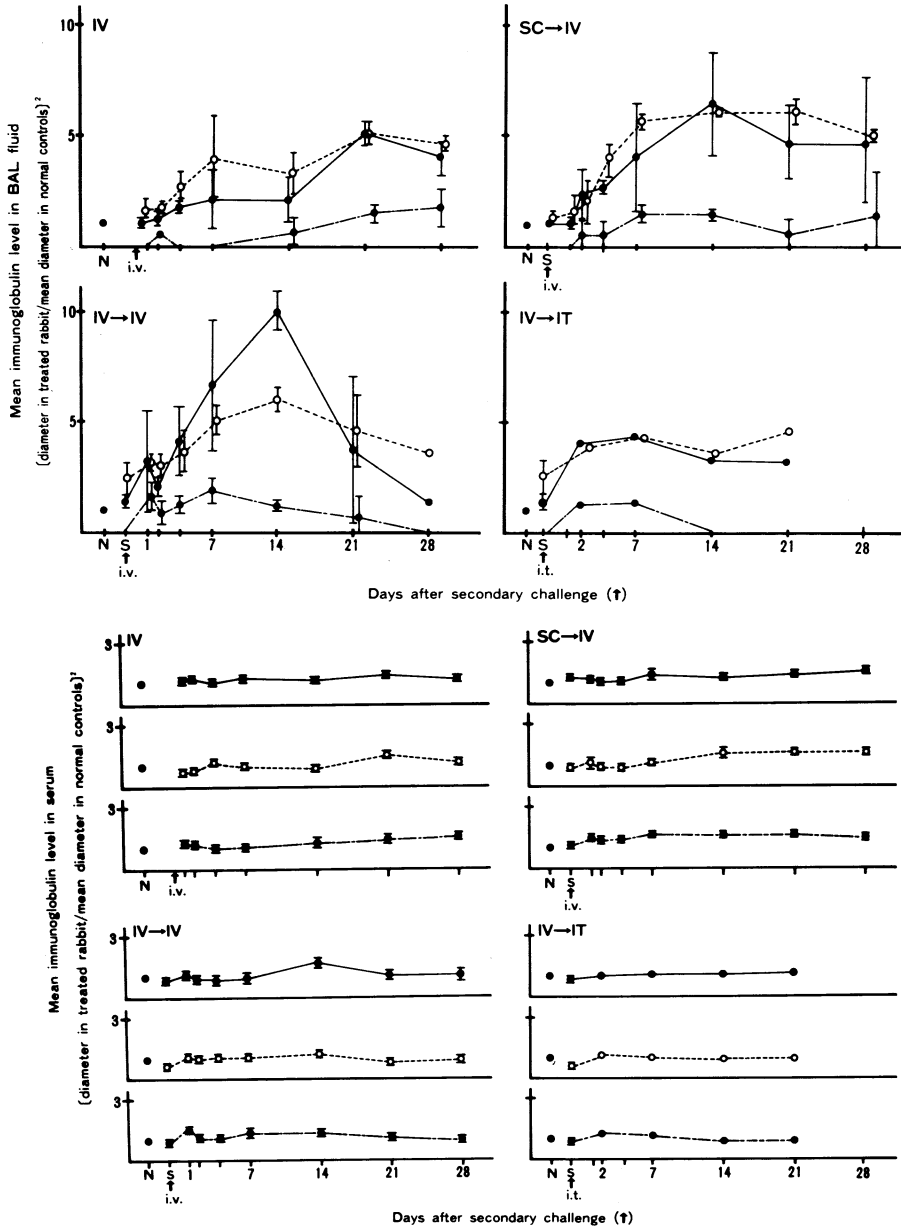 Mean immunoglobulin level in BAL fluid
[diameter in treated rabbit/mean diameter in normal controls]²
10
IV
5
N
↑
i.v.
10
SC→IV
5
N S
↑
i.v.
10
IV→IV
5
N S 1 7 14 21 28
↑
i.v.
IV→IT
N S 2 7 14 21 28
↑
i.t.
Days after secondary challenge (↑)
Mean immunoglobulin level in serum
[diameter in treated rabbit/mean diameter in normal controls]²
3
IV
3
3
N
↑
i.v.
SC→IV
N S
↑
i.v.
IV→IV
3
3
3
N S 1 7 14 21 28
↑
i.v.
IV→IT
N S 2 7 14 21 28
↑
i.t.
Days after secondary challenge (↑)